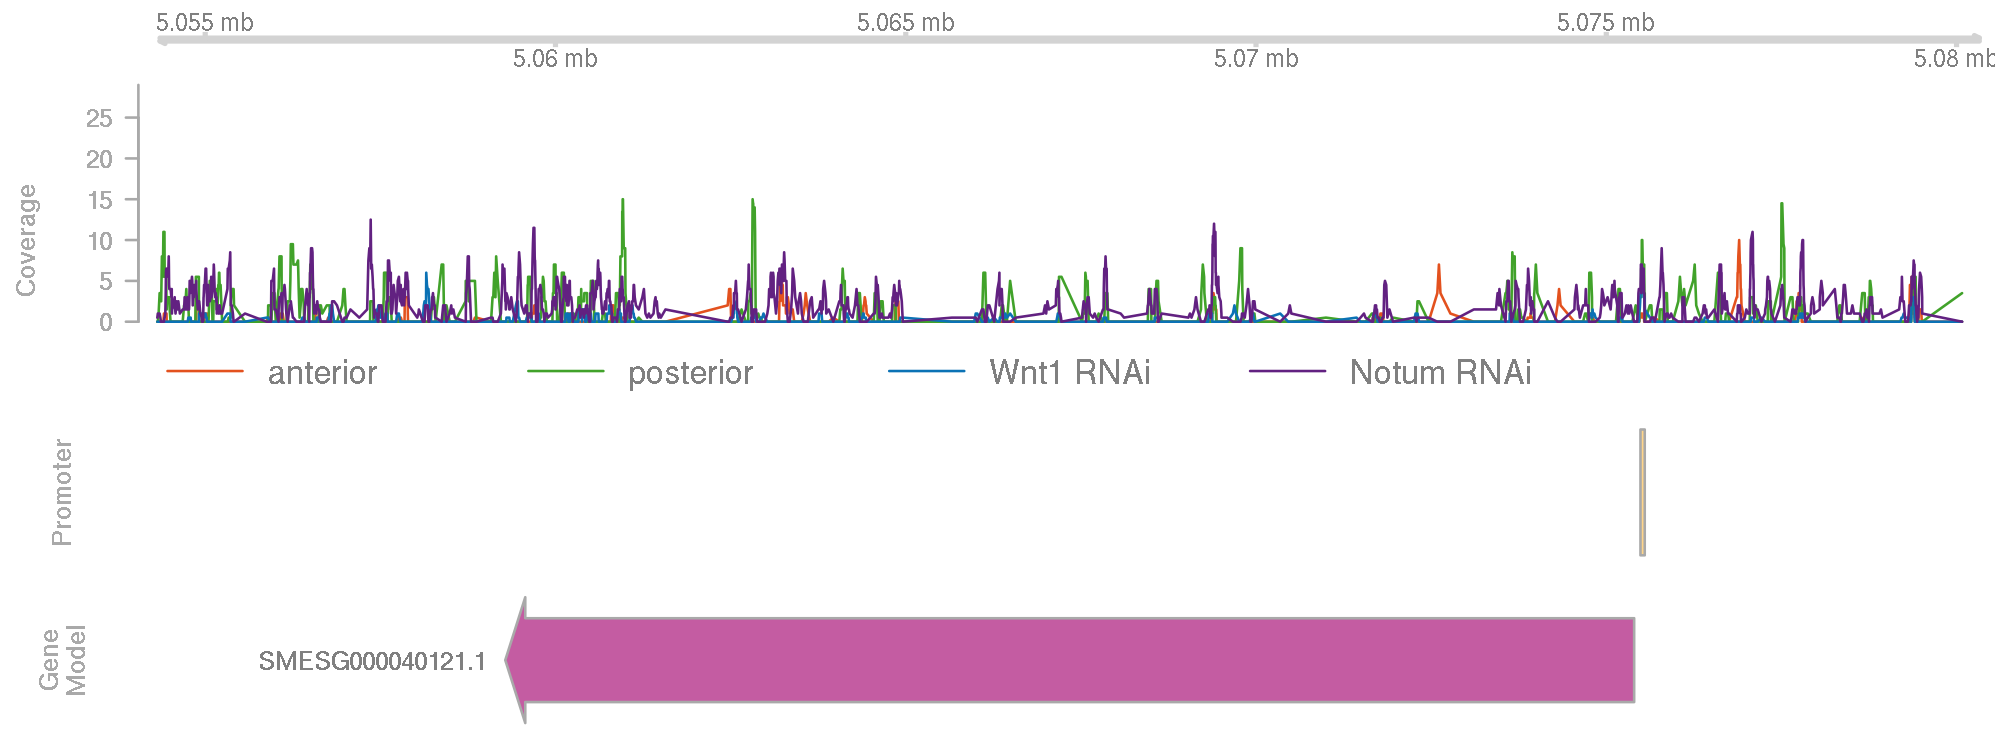 5.055 mb
5.065 mb
5.075 mb
5.06 mb
5.07 mb
5.08 mb
Coverage
25
20
15
10
5
0
anterior
posterior
Wnt1 RNAi
Notum RNAi
Promoter
Gene
Model
SMESG000040121.1